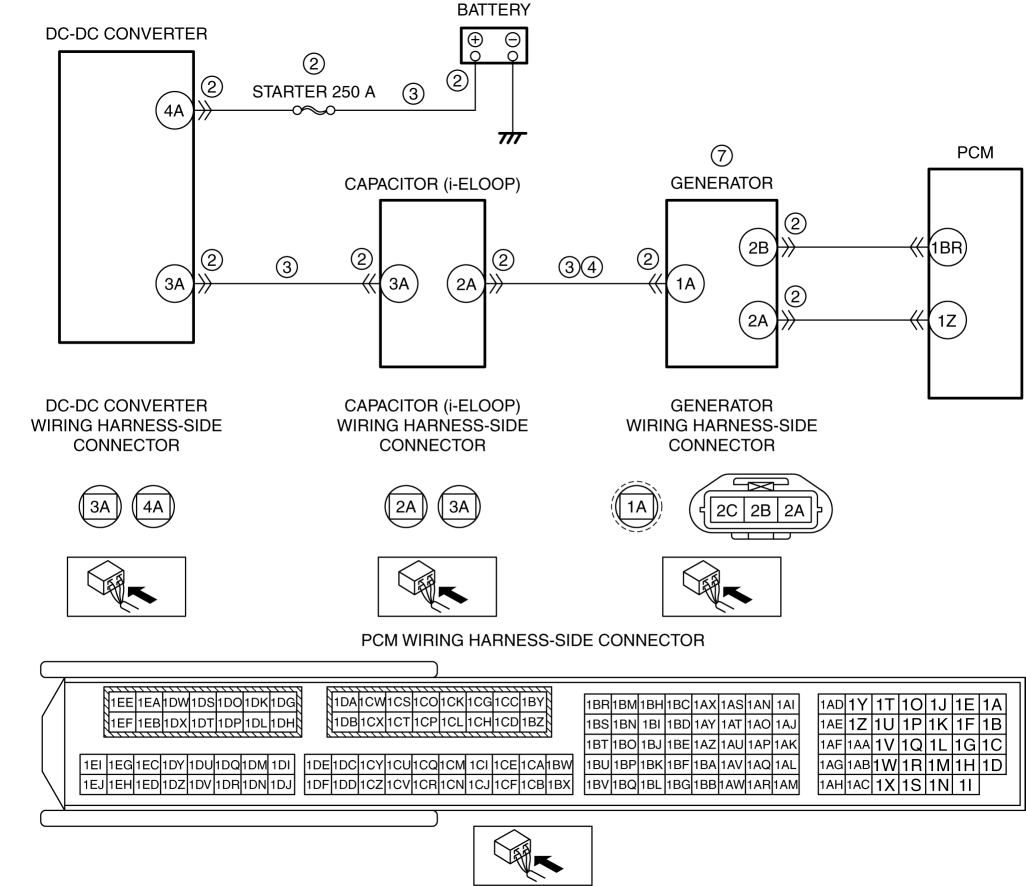 BATTERY
DC-DC CONVERTER
+ −
2
2 2
STARTER 250 A 3
4A
7 PCM
CAPACITOR (i-ELOOP) GENERATOR
2
2B 1BR
2 3 2 2 3 4 2
3A 3A 2A 1A
2
2A 1Z
DC-DC CONVERTER
WIRING HARNESS-SIDE
CONNECTOR
CAPACITOR (i-ELOOP)
WIRING HARNESS-SIDE
CONNECTOR
GENERATOR
WIRING HARNESS-SIDE
CONNECTOR
3A 4A 2A 3A 1A 2C 2B 2A
PCM WIRING HARNESS-SIDE CONNECTOR
1EE 1EA 1DW 1DS 1DO 1DK 1DG
1EF 1EB 1DX 1DT 1DP 1DL 1DH
1EI 1EG 1EC 1DY 1DU 1DQ 1DM 1DI
1EJ 1EH 1ED 1DZ 1DV 1DR 1DN 1DJ
1DA 1CW 1CS 1CO 1CK 1CG 1CC 1BY
1DB 1CX 1CT 1CP 1CL 1CH 1CD 1BZ
1DE 1DC 1CY 1CU 1CQ 1CM 1CI 1CE 1CA 1BW
1DF 1DD 1CZ 1CV 1CR 1CN 1CJ 1CF 1CB 1BX
1BR 1BM 1BH 1BC 1AX 1AS 1AN 1AI
1BS 1BN 1BI 1BD 1AY 1AT 1AO 1AJ
1BT 1BO 1BJ 1BE 1AZ 1AU 1AP 1AK
1BU 1BP 1BK 1BF 1BA 1AV 1AQ 1AL
1BV 1BQ 1BL 1BG 1BB 1AW 1AR 1AM
1AD 1Y 1T 1O 1J 1E 1A
1AE 1Z 1U 1P 1K 1F 1B
1AF 1AA 1V 1Q 1L 1G 1C
1AG 1AB 1W 1R 1M 1H 1D
1AH 1AC 1X 1S 1N 1I